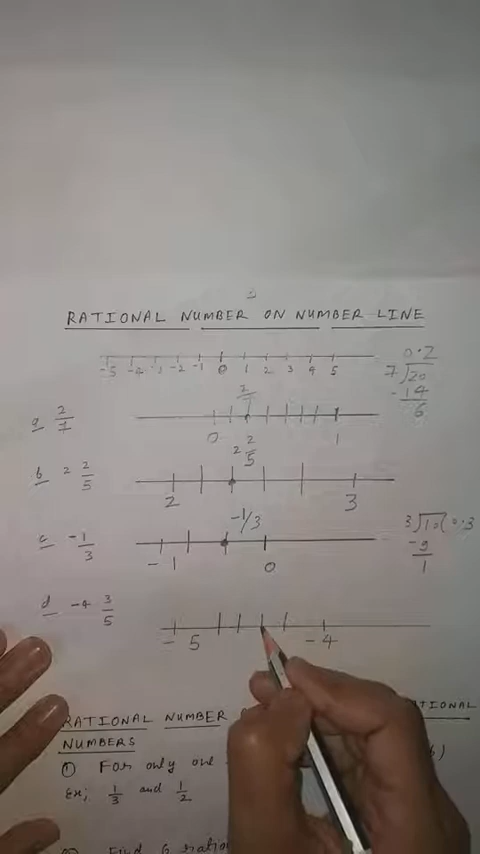 RATIONAL NUMBER ON NUMBER LINE
-5 -4 -3 -2 -1 0 1 2 3 4 5
0.2
7)20
-14
6
a 2/7
2/7
0 1
b 2 2/5
2 2/5
2 3
c -1/3
-1/3
-1 0
3)10(0.3
-9
1
d -4 3/5
-5 -4
RATIONAL NUMBER
NUMBERS
① For only one
Ex; 1/3 and 1/2
Find 6